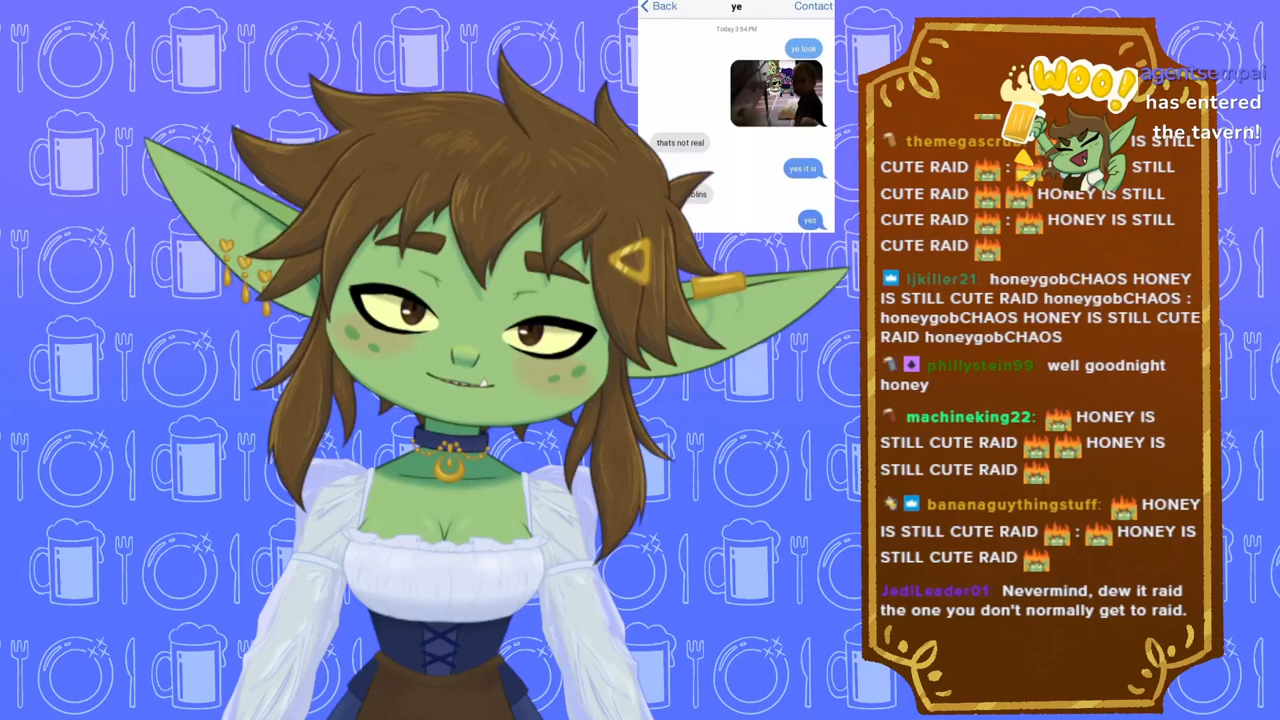 Back
ye
Contact
Today 3:54 PM
ye look
thats not real
yes it is
yes
WOO!
agentsempai
has entered
the tavern!
IS STILL
CUTE RAID : STILL
CUTE RAID HONEY IS STILL
CUTE RAID : HONEY IS STILL
CUTE RAID
ljkiller21: honeygobCHAOS HONEY
IS STILL CUTE RAID honeygobCHAOS :
honeygobCHAOS HONEY IS STILL CUTE
RAID honeygobCHAOS
phillystein99: well goodnight
honey
machineking22: HONEY IS
STILL CUTE RAID HONEY IS
STILL CUTE RAID
bananaguythingstuff: HONEY
IS STILL CUTE RAID : HONEY IS
STILL CUTE RAID
JediLeader01: Nevermind, dew it raid
the one you don't normally get to raid.